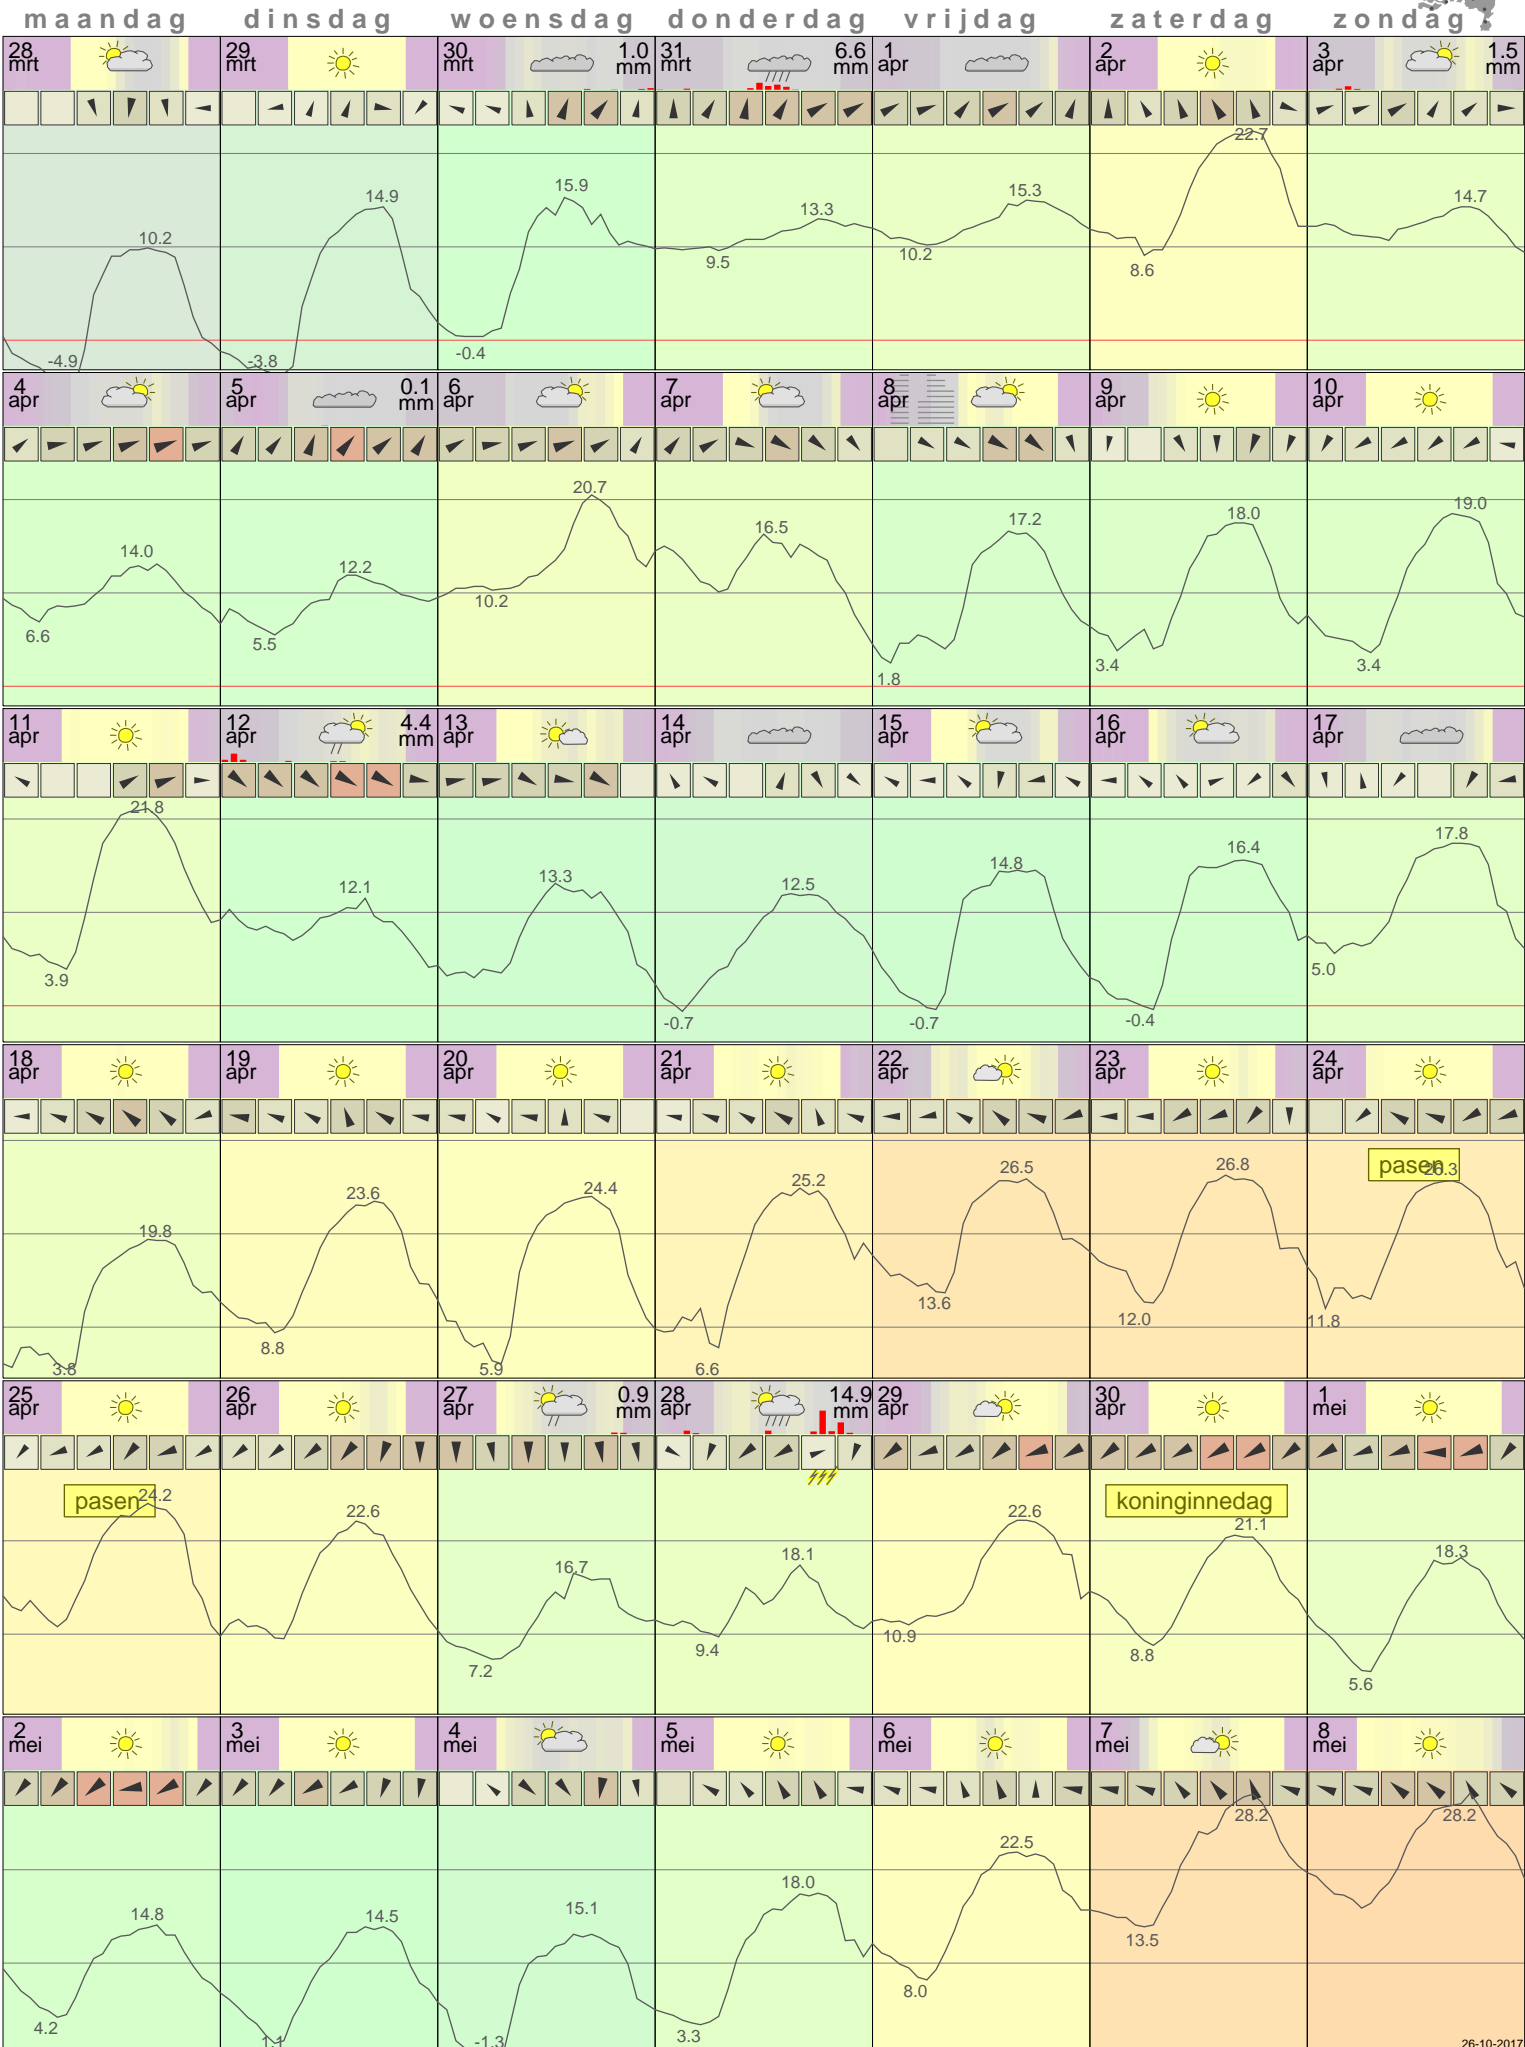 maandag dinsdag woensdag donderdag vrijdag zaterdag zondag
28 mrt 29 mrt 30 mrt 1.0 mm 31 mrt 6.6 mm 1 apr 2 apr 3 apr 1.5 mm
22.7
14.9 15.9 15.3 14.7
10.2 13.3
9.5 10.2 8.6
-4.9 -3.8 -0.4
4 apr 5 apr 0.1 mm 6 apr 7 apr 8 apr 9 apr 10 apr
20.7 19.0
14.0 12.2 16.5 17.2 18.0
6.6 5.5 10.2 1.8 3.4 3.4
11 apr 12 apr 4.4 mm 13 apr 14 apr 15 apr 16 apr 17 apr
21.8 17.8
12.1 13.3 12.5 14.8 16.4
3.9 -0.7 -0.7 -0.4 5.0
18 apr 19 apr 20 apr 21 apr 22 apr 23 apr 24 apr
pasen
19.8 23.6 24.4 25.2 26.5 26.8 26.3
3.8 8.8 5.9 6.6 13.6 12.0 11.8
25 apr 26 apr 27 apr 0.9 mm 28 apr 14.9 mm 29 apr 30 apr 1 mei
pasen koninginnedag
24.2 22.6 16.7 18.1 22.6 21.1 18.3
7.2 9.4 10.9 8.8 5.6
2 mei 3 mei 4 mei 5 mei 6 mei 7 mei 8 mei
28.2 28.2
14.8 14.5 15.1 18.0 22.5
4.2 1.1 -1.3 3.3 8.0 13.5
26-10-2017